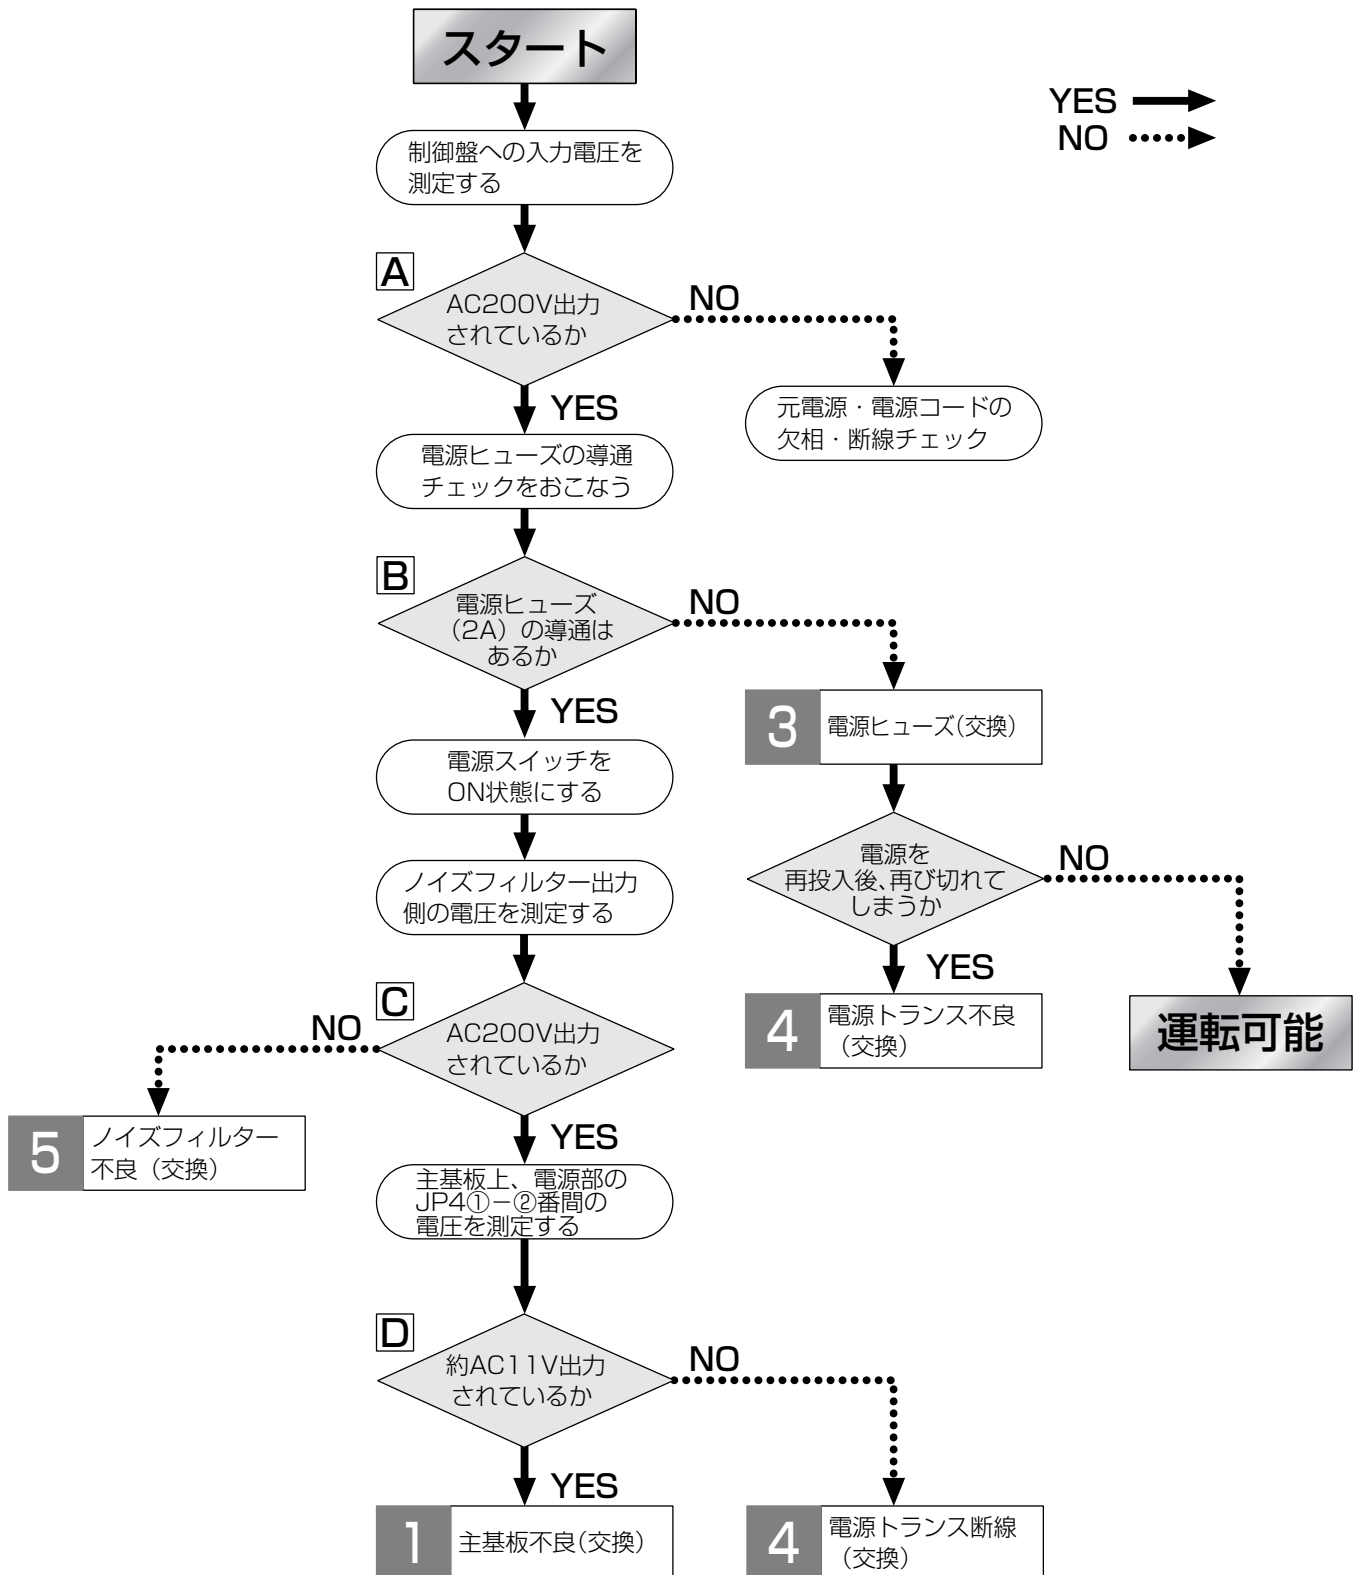 スタート
YES
NO
制御盤への入力電圧を
測定する
A
AC200V出力
されているか
NO
YES
元電源・電源コードの
欠相・断線チェック
電源ヒューズの導通
チェックをおこなう
B
電源ヒューズ
（2A）の導通は
あるか
NO
YES
3
電源ヒューズ(交換)
電源スイッチを
ON状態にする
電源を
再投入後、再び切れて
しまうか
NO
YES
ノイズフィルター出力
側の電圧を測定する
C
AC200V出力
されているか
NO
YES
4
電源トランス不良
（交換）
運転可能
5
ノイズフィルター
不良（交換）
主基板上、電源部の
JP4①－②番間の
電圧を測定する
D
約AC11V出力
されているか
NO
YES
1
主基板不良(交換)
4
電源トランス断線
（交換）